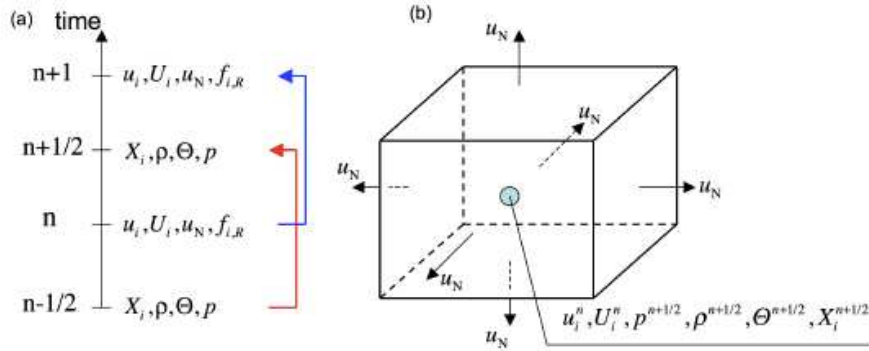 (a) time
n+1 u_i, U_i, u_N, f_{i,R}
n+1/2 X_i, ρ, Θ, p
n u_i, U_i, u_N, f_{i,R}
n-1/2 X_i, ρ, Θ, p
(b)
u_N
u_N
u_N
u_N
u_N
u_N
u_i^n, U_i^n, p^{n+1/2}, ρ^{n+1/2}, Θ^{n+1/2}, X_i^{n+1/2}